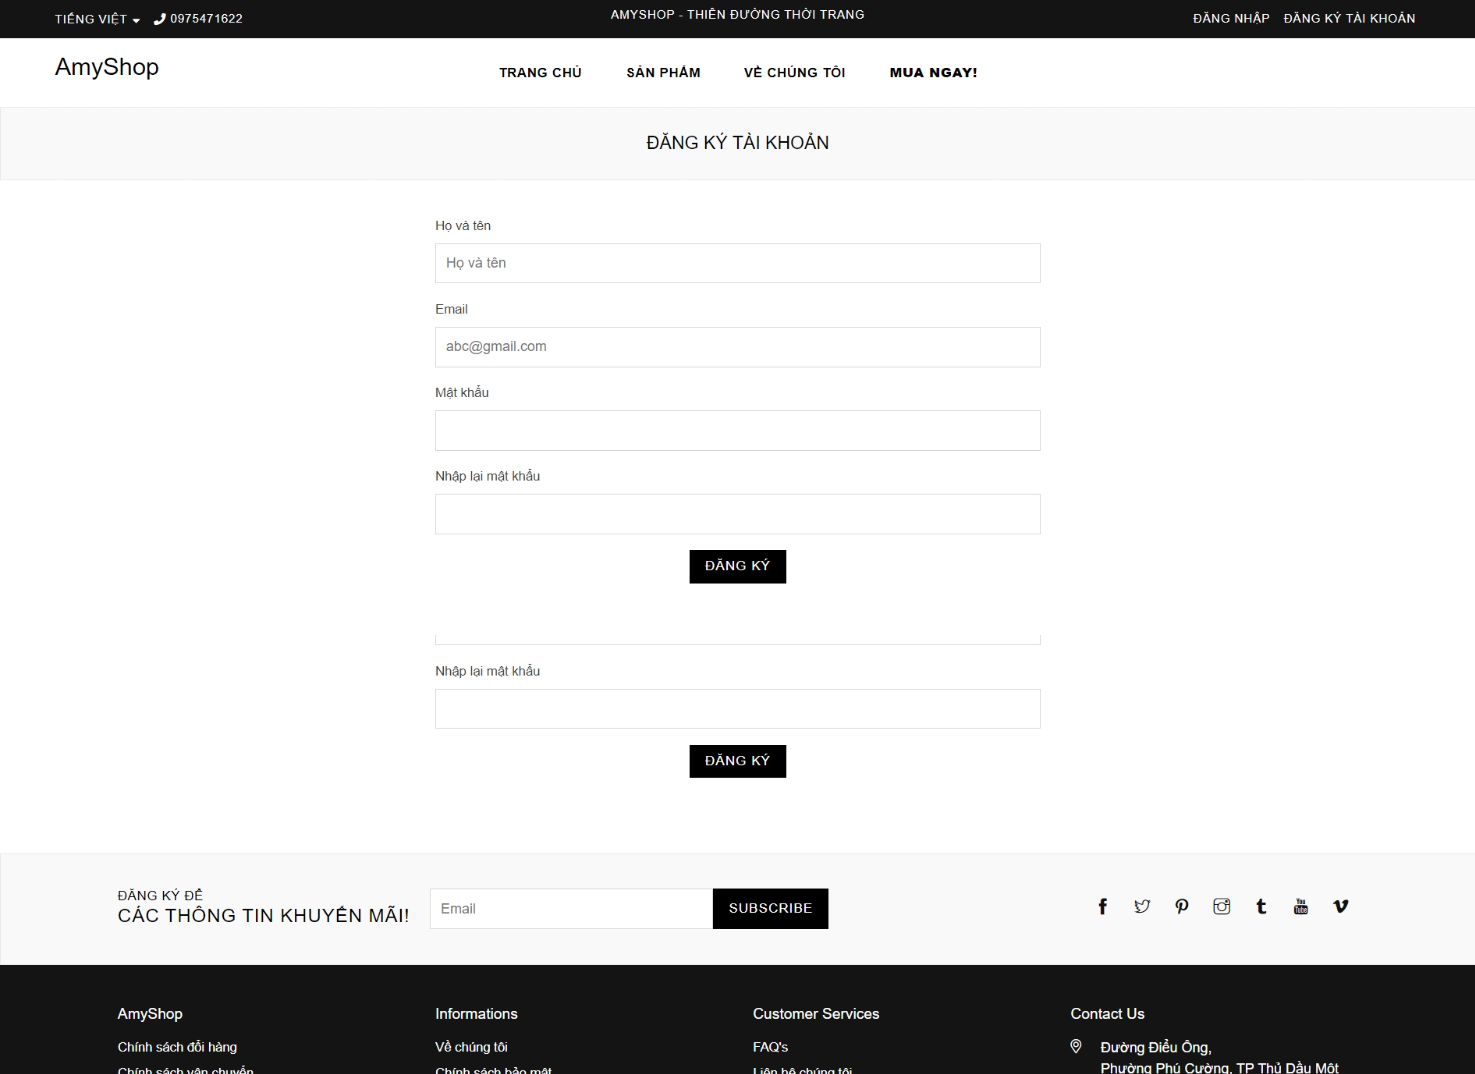 TIẾNG VIỆT
0975471622
AMYSHOP - THIÊN ĐƯỜNG THỜI TRANG
ĐĂNG NHẬP
ĐĂNG KÝ TÀI KHOẢN
AmyShop
TRANG CHỦ
SẢN PHẨM
VỀ CHÚNG TÔI
MUA NGAY!
ĐĂNG KÝ TÀI KHOẢN
Họ và tên
Họ và tên
Email
abc@gmail.com
Mật khẩu
Nhập lại mật khẩu
ĐĂNG KÝ
Nhập lại mật khẩu
ĐĂNG KÝ
ĐĂNG KÝ ĐỂ
CÁC THÔNG TIN KHUYẾN MÃI!
Email
SUBSCRIBE
You
Tube
AmyShop
Informations
Customer Services
Contact Us
Chính sách đổi hàng
Về chúng tôi
FAQ's
Đường Điểu Ông,
Chính sách vận chuyển
Chính sách bảo mật
Liên hệ chúng tôi
Phường Phú Cường, TP Thủ Dầu Một